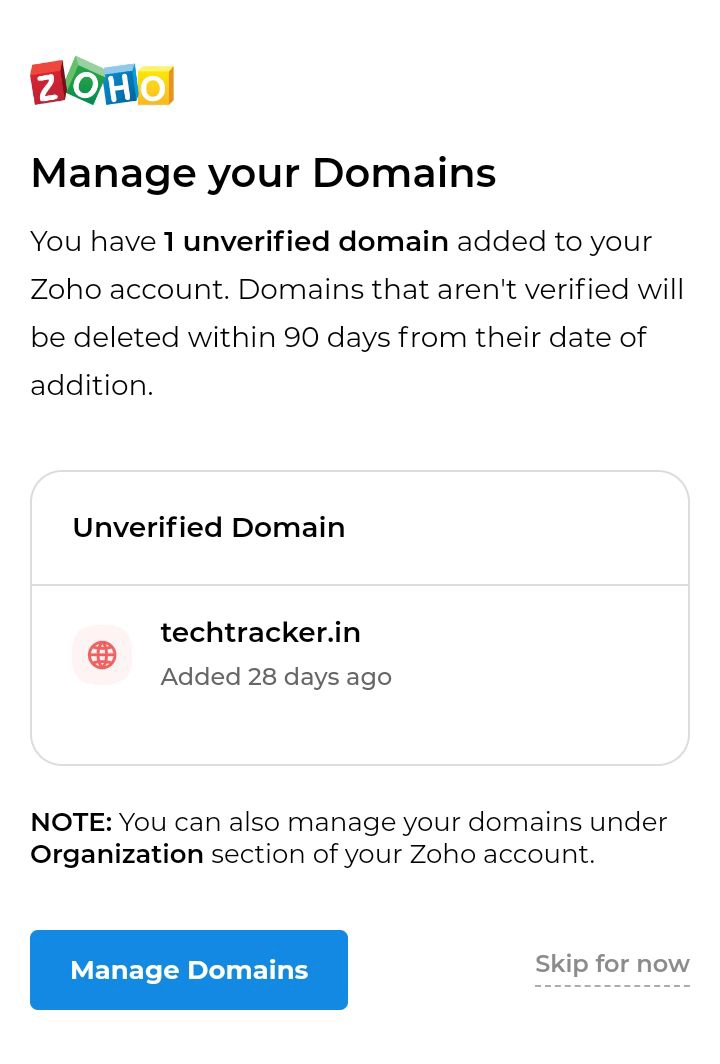 ZOHO
Manage your Domains
You have 1 unverified domain added to your
Zoho account. Domains that aren't verified will
be deleted within 90 days from their date of
addition.
Unverified Domain
techtracker.in
Added 28 days ago
NOTE: You can also manage your domains under
Organization section of your Zoho account.
Manage Domains
Skip for now